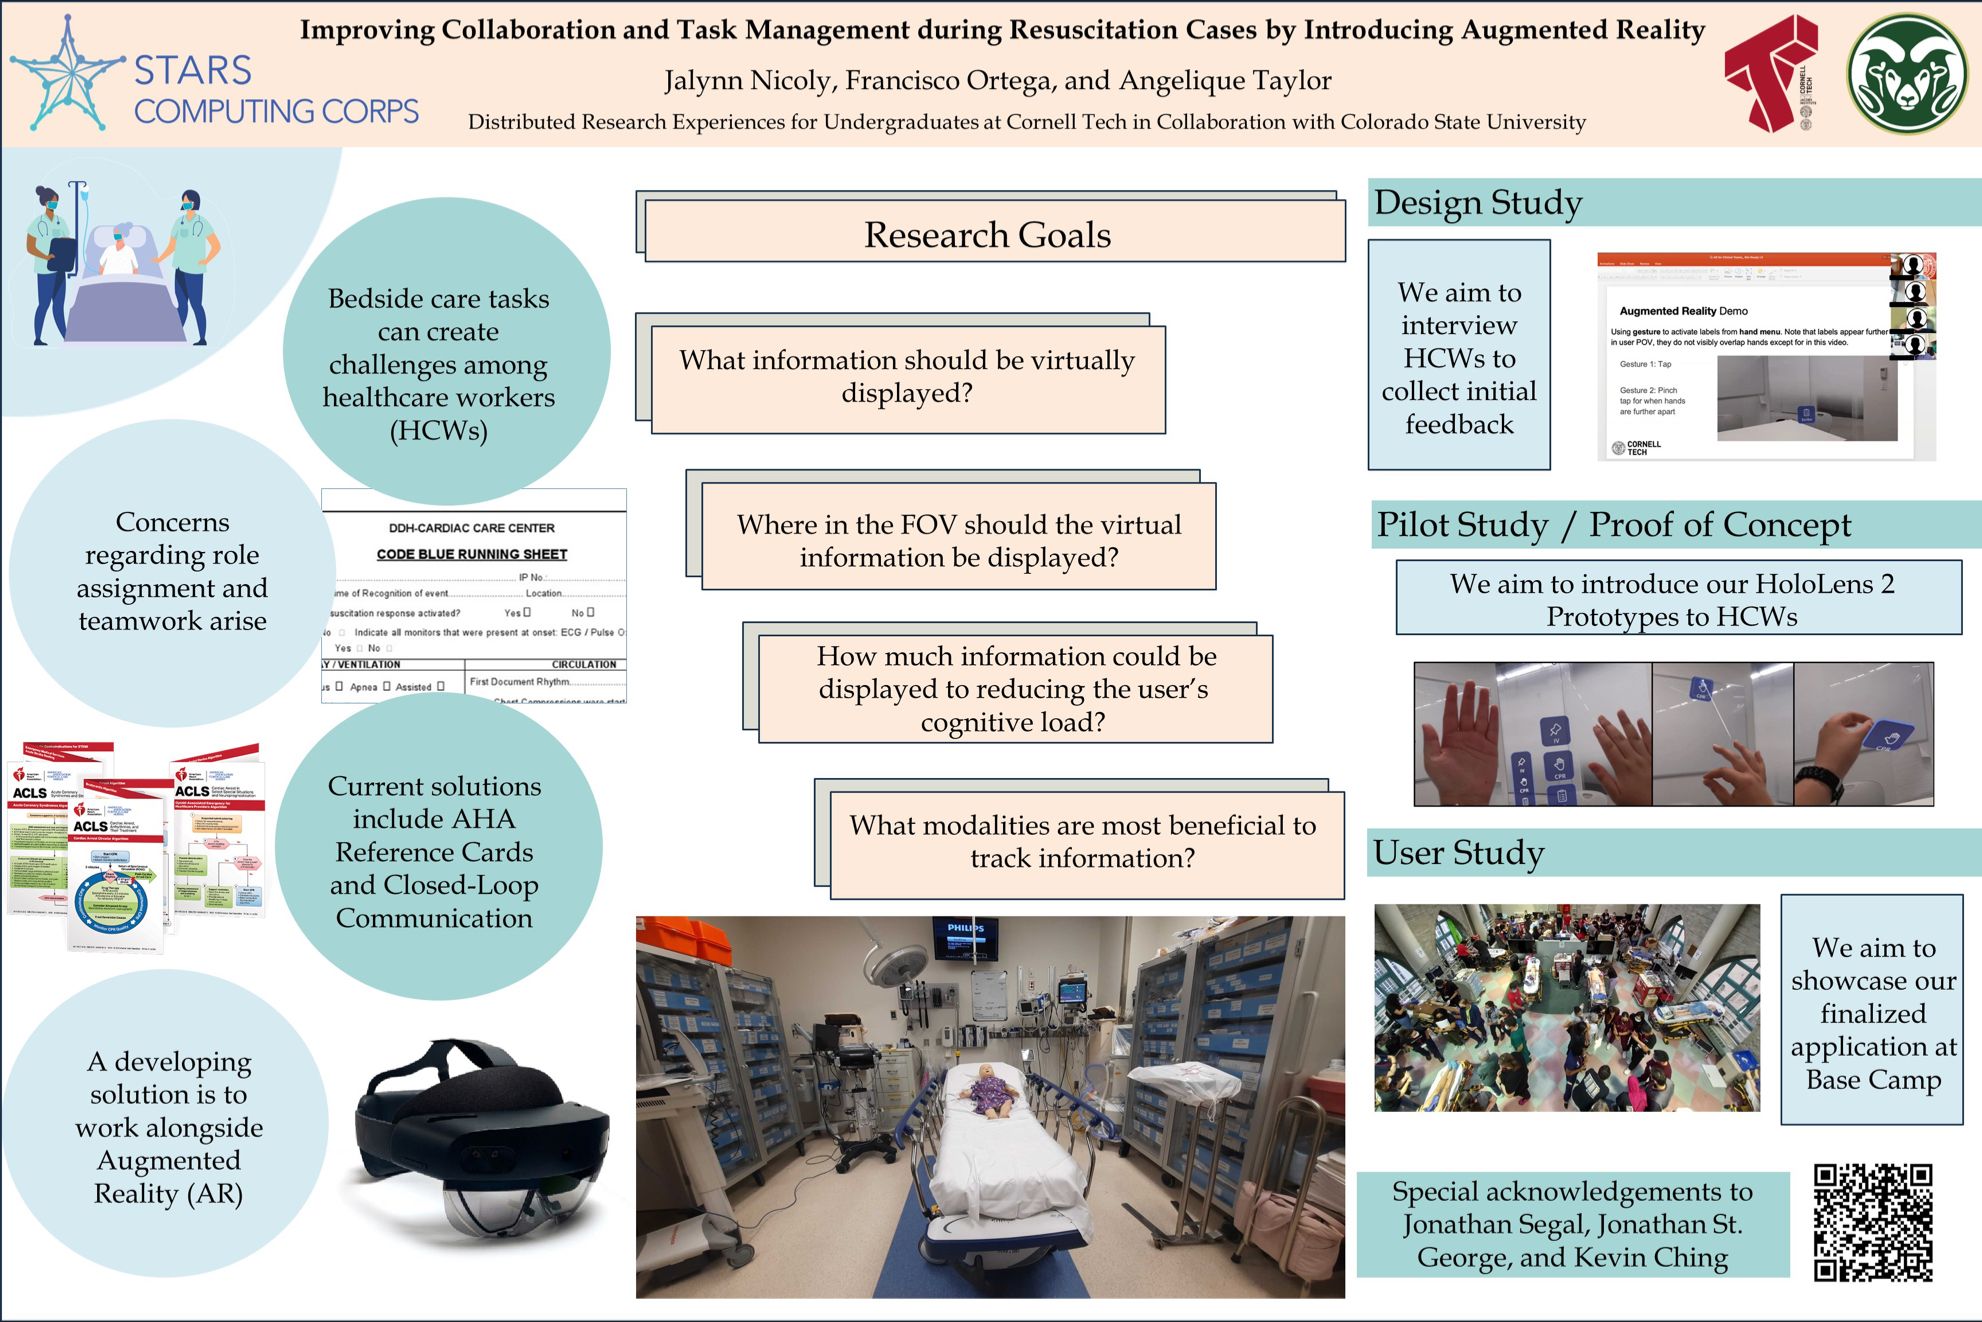 Improving Collaboration and Task Management during Resuscitation Cases by Introducing Augmented Reality
Jalynn Nicoly, Francisco Ortega, and Angelique Taylor
Distributed Research Experiences for Undergraduates at Cornell Tech in Collaboration with Colorado State University
STARS
COMPUTING CORPS
Bedside care tasks
can create
challenges among
healthcare workers
(HCWs)
Concerns
regarding role
assignment and
teamwork arise
DDH-CARDIAC CARE CENTER
CODE BLUE RUNNING SHEET
IP No.
me of Recognition of event
Location
suscitation response activated? Yes No
No Indicate all monitors that were present at onset: ECG / Pulse O
Yes No
Y / VENTILATION CIRCULATION
us Apnea Assisted
First Document Rhythm
Chest Compressions were start
Current solutions
include AHA
Reference Cards
and Closed-Loop
Communication
ACLS
ACLS
ACLS
A developing
solution is to
work alongside
Augmented
Reality (AR)
Research Goals
What information should be virtually
displayed?
Where in the FOV should the virtual
information be displayed?
How much information could be
displayed to reducing the user's
cognitive load?
What modalities are most beneficial to
track information?
PHILIPS
Design Study
We aim to
interview
HCWs to
collect initial
feedback
Augmented Reality Demo
Using gesture to activate labels from hand menu. Note that labels appear further
in user POV, they do not visibly overlap hands except for in this video.
Gesture 1: Tap
Gesture 2: Pinch
tap for when hands
are further apart
CORNELL
TECH
Pilot Study / Proof of Concept
We aim to introduce our HoloLens 2
Prototypes to HCWs
IV
CPR
IV
CPR
CPR
CPR
User Study
We aim to
showcase our
finalized
application at
Base Camp
Special acknowledgements to
Jonathan Segal, Jonathan St.
George, and Kevin Ching